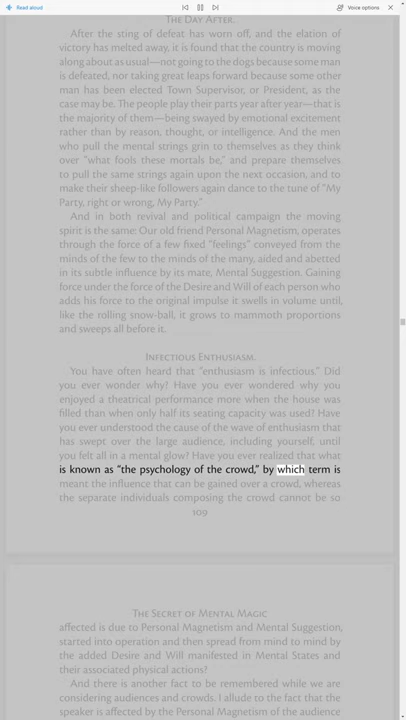 Read aloud
Voice options
THE DAY AFTER.
After the sting of defeat has worn off, and the elation of
victory has melted away, it is found that the country is moving
along about as usual—not going to the dogs because some man
is defeated, nor taking great leaps forward because some other
man has been elected Town Supervisor, or President, as the
case may be. The people play their parts year after year—that is
the majority of them—being swayed by emotional excitement
rather than by reason, thought, or intelligence. And the men
who pull the mental strings grin to themselves as they think
over “what fools these mortals be,” and prepare themselves
to pull the same strings again upon the next occasion, and to
make their sheep-like followers again dance to the tune of “My
Party, right or wrong, My Party.”
And in both revival and political campaign the moving
spirit is the same: Our old friend Personal Magnetism, operates
through the force of a few fixed “feelings” conveyed from the
minds of the few to the minds of the many, aided and abetted
in its subtle influence by its mate, Mental Suggestion. Gaining
force under the force of the Desire and Will of each person who
adds his force to the original impulse it swells in volume until,
like the rolling snow-ball, it grows to mammoth proportions
and sweeps all before it.
INFECTIOUS ENTHUSIASM.
You have often heard that “enthusiasm is infectious.” Did
you ever wonder why? Have you ever wondered why you
enjoyed a theatrical performance more when the house was
filled than when only half its seating capacity was used? Have
you ever understood the cause of the wave of enthusiasm that
has swept over the large audience, including yourself, until
you felt all in a mental glow? Have you ever realized that what
is known as “the psychology of the crowd,” by which term is
meant the influence that can be gained over a crowd, whereas
the separate individuals composing the crowd cannot be so
109
THE SECRET OF MENTAL MAGIC
affected is due to Personal Magnetism and Mental Suggestion,
started into operation and then spread from mind to mind by
the added Desire and Will manifested in Mental States and
their associated physical actions?
And there is another fact to be remembered while we are
considering audiences and crowds. I allude to the fact that the
speaker is affected by the Personal Magnetism of the audience